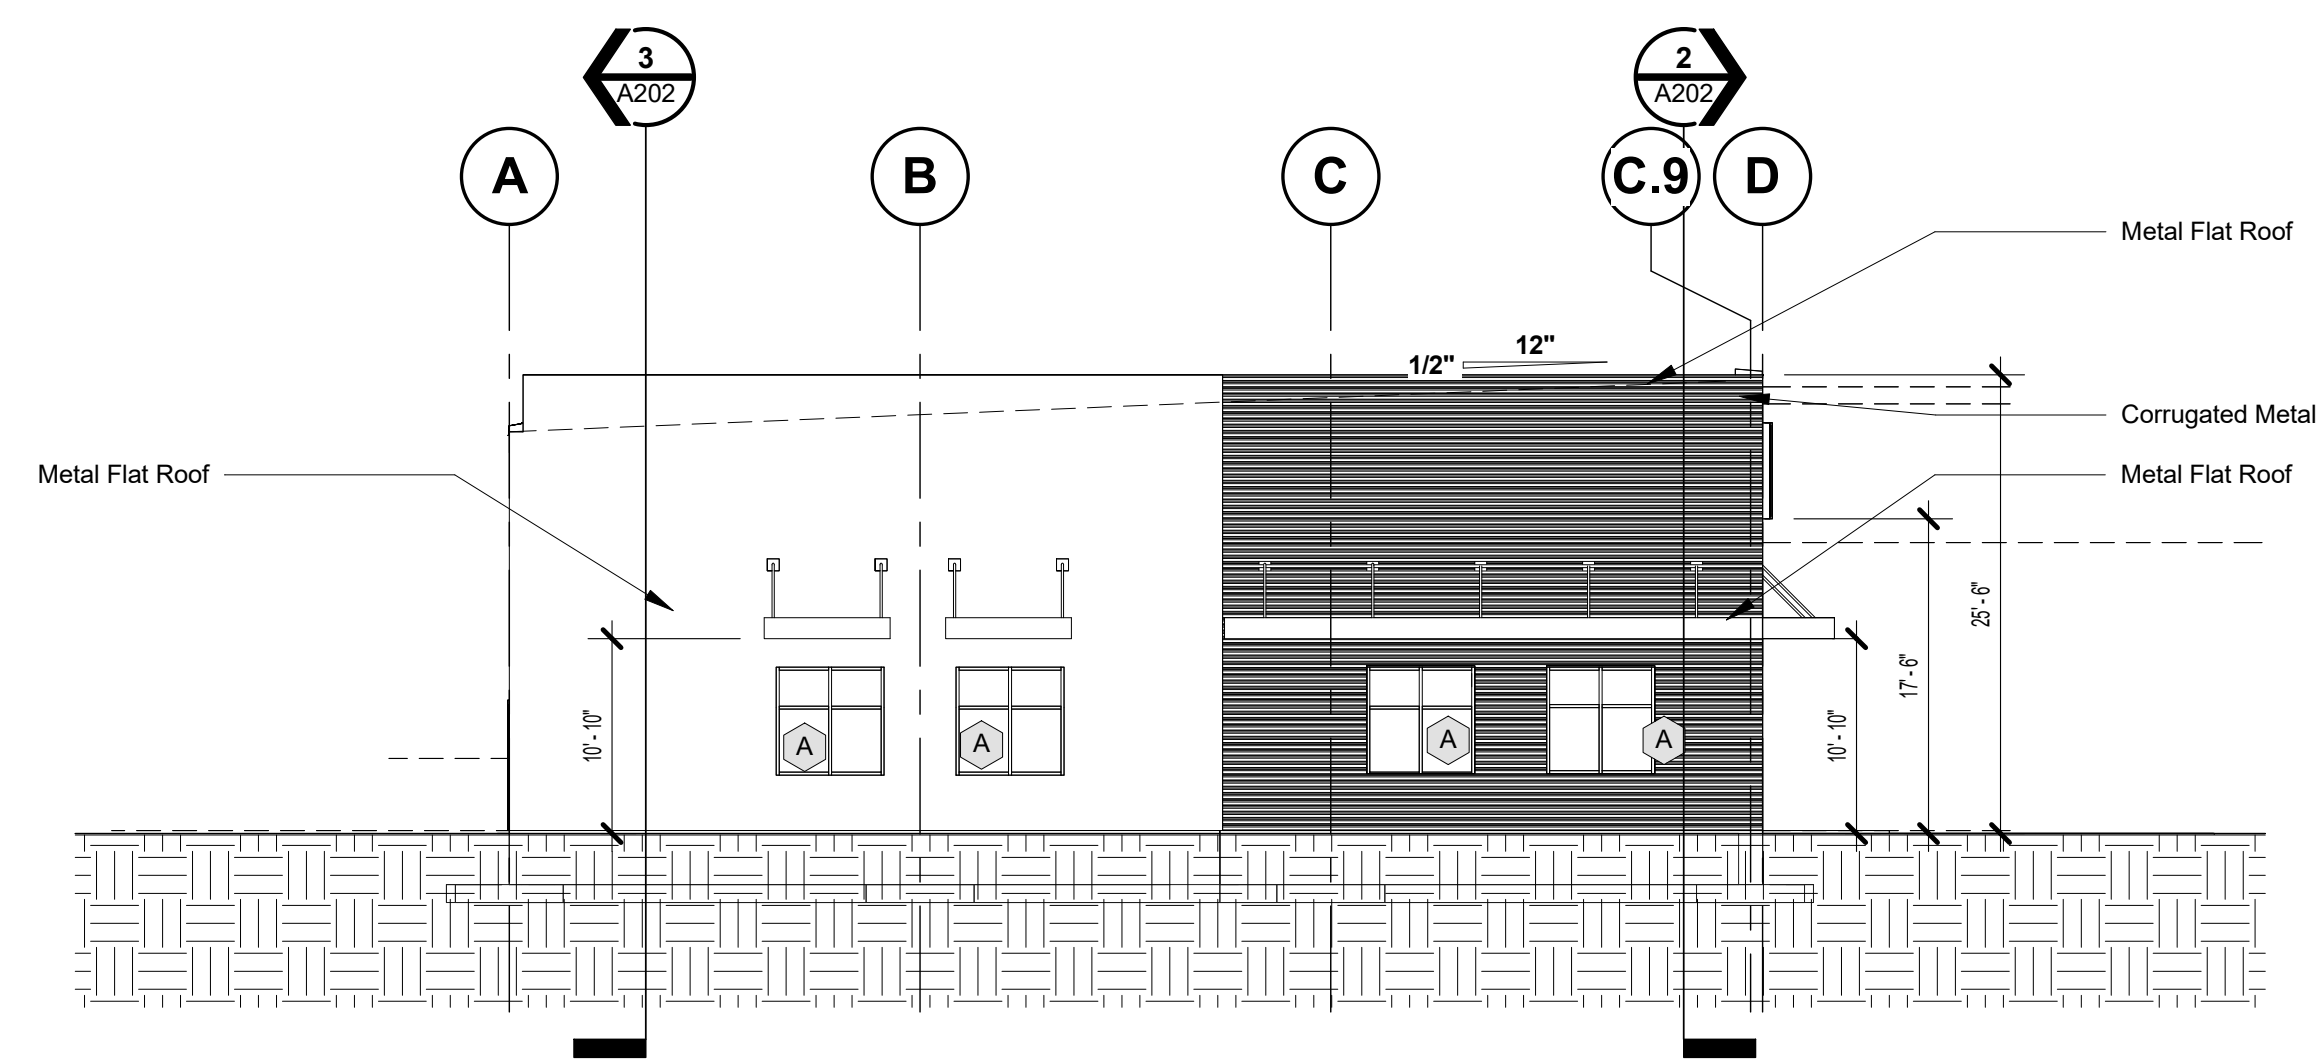 3
A202
2
A202
A
B
C
C.9
D
Metal Flat Roof
12"
1/2"
Corrugated Metal
Metal Flat Roof
Metal Flat Roof
25' - 6"
17' - 6"
10' - 10"
10' - 10"
A
A
A
A